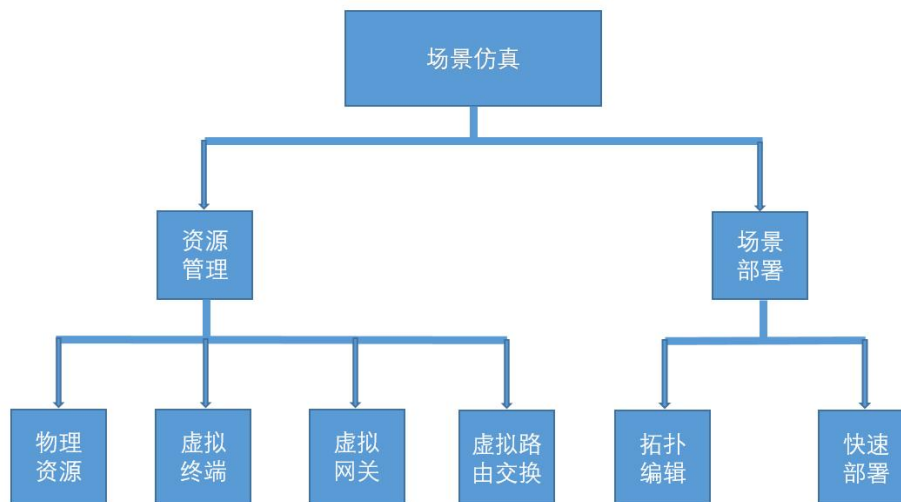 场景仿真
资源
管理
场景
部署
物理
资源
虚拟
终端
虚拟
网关
虚拟路
由交换
拓扑
编辑
快速
部署